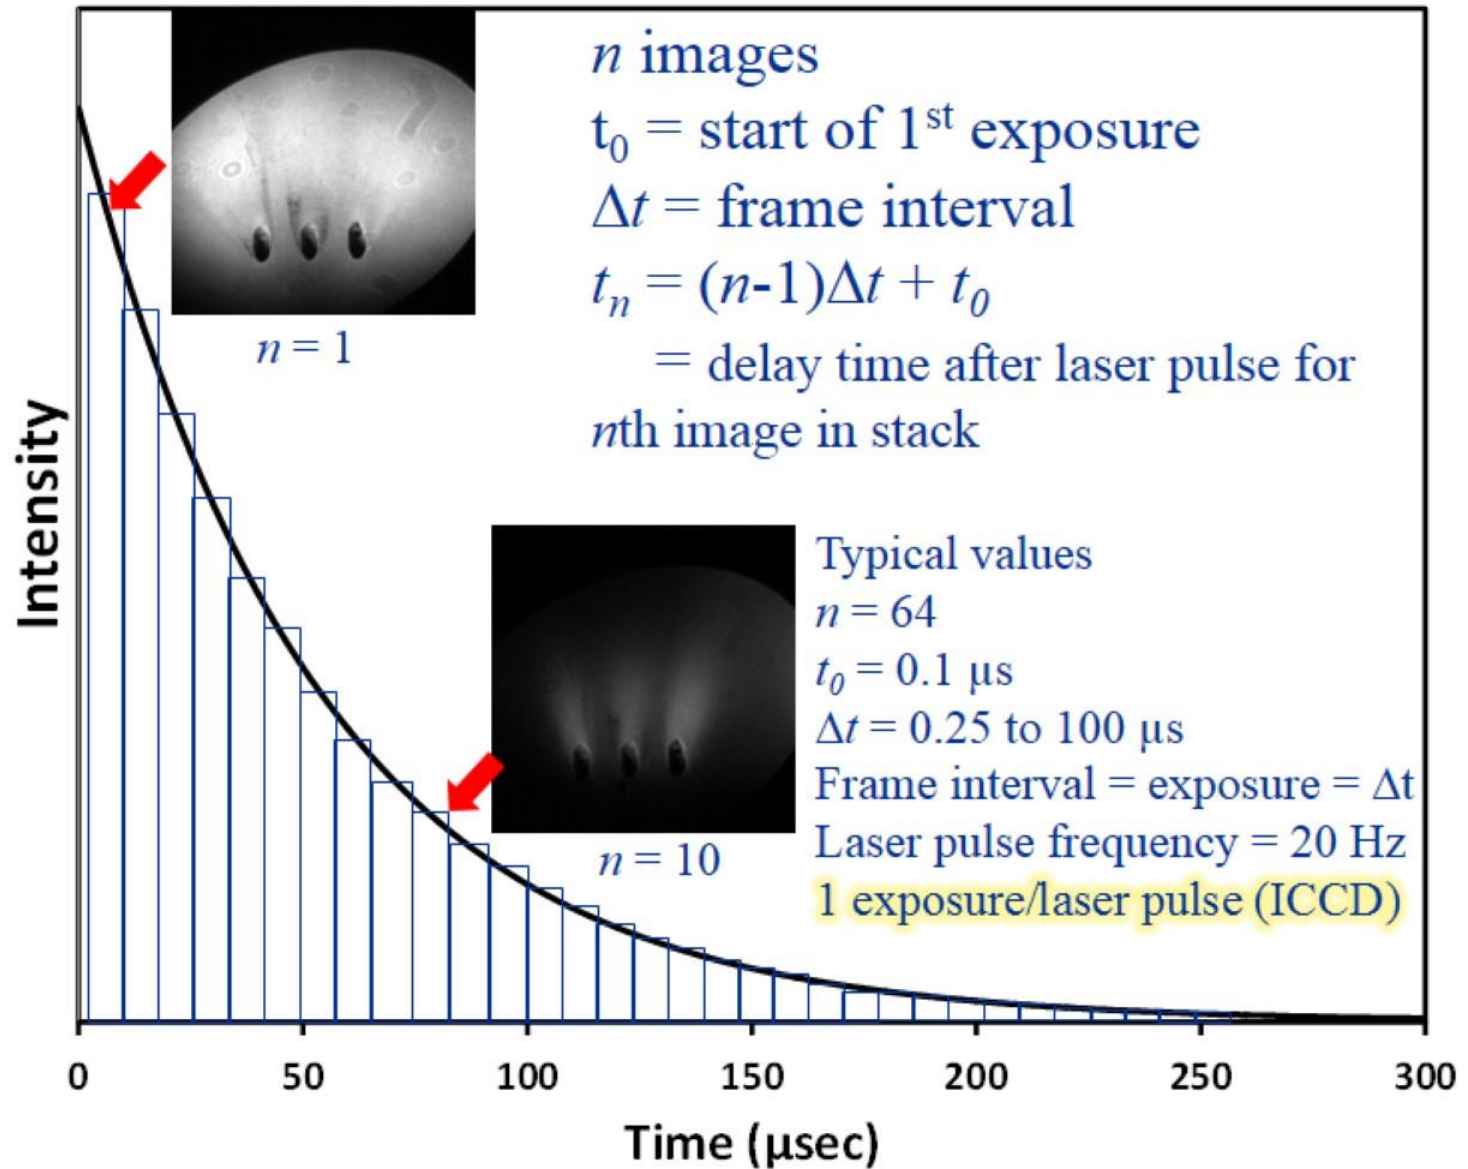 n images
t₀ = start of 1ˢᵗ exposure
Δt = frame interval
tₙ = (n-1)Δt + t₀
= delay time after laser pulse for
nth image in stack
n = 1
Intensity
Typical values
n = 64
t₀ = 0.1 µs
Δt = 0.25 to 100 µs
Frame interval = exposure = Δt
Laser pulse frequency = 20 Hz
1 exposure/laser pulse (ICCD)
n = 10
0 50 100 150 200 250 300
Time (µsec)